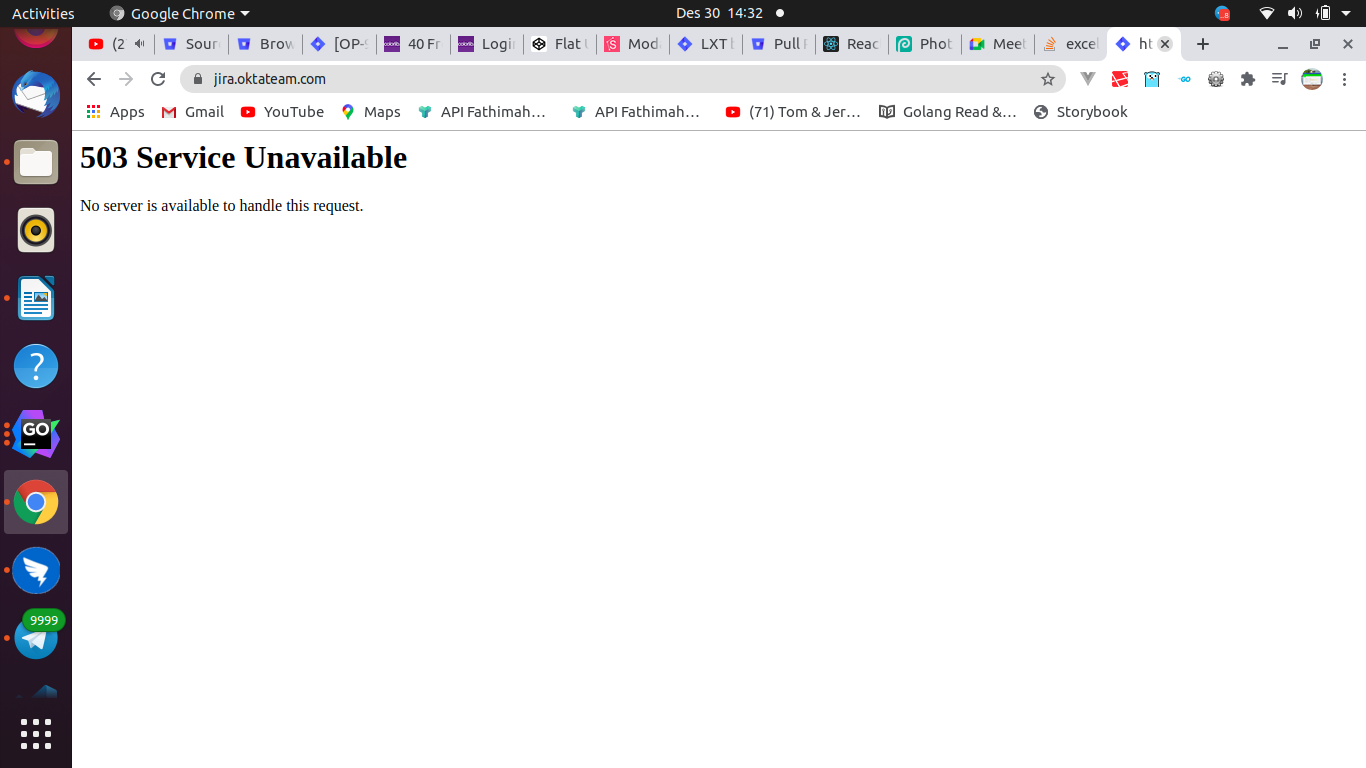 Activities
Google Chrome
Des 30 14:32
(2
Sour
Brow
[OP-
40 Fr
Logi
Flat
Mod
LXT
Pull
Reac
Phot
Meet
excel
ht
jira.oktateam.com
Apps
Gmail
YouTube
Maps
API Fathimah…
API Fathimah…
(71) Tom & Jer…
Golang Read &…
Storybook
503 Service Unavailable
No server is available to handle this request.
GO
9999